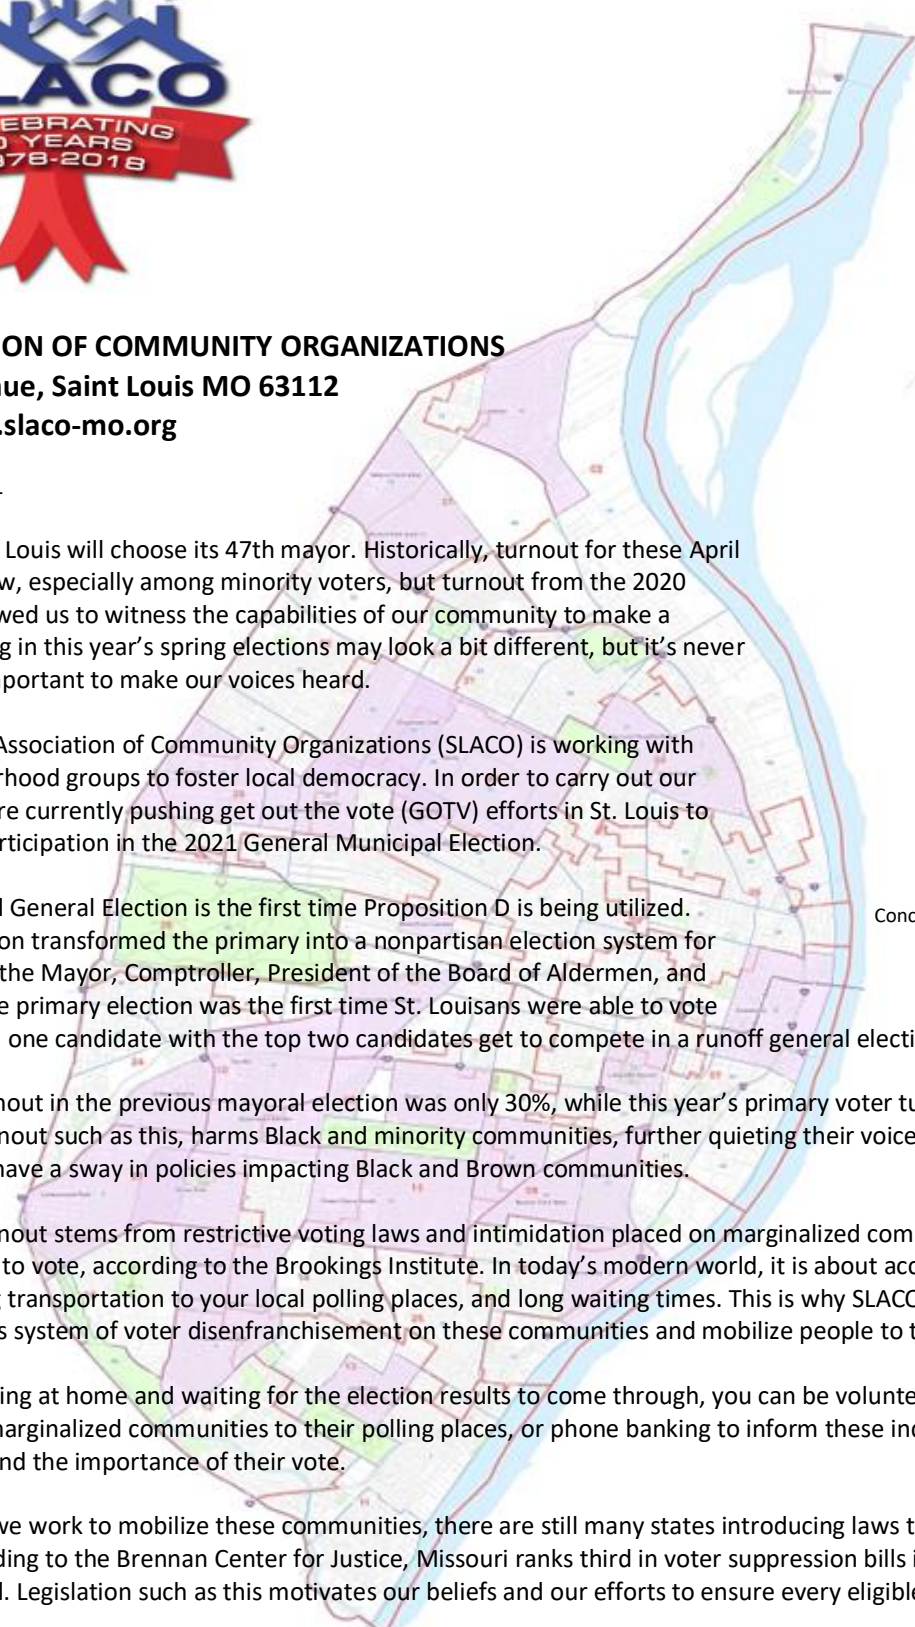 LACO
EBRATING
YEARS
978-2018
ON OF COMMUNITY ORGANIZATIONS
nue, Saint Louis MO 63112
.slaco-mo.org
Louis will choose its 47th mayor. Historically, turnout for these April
w, especially among minority voters, but turnout from the 2020
wed us to witness the capabilities of our community to make a
g in this year’s spring elections may look a bit different, but it’s never
portant to make our voices heard.
Association of Community Organizations (SLACO) is working with
rhood groups to foster local democracy. In order to carry out our
re currently pushing get out the vote (GOTV) efforts in St. Louis to
rticipation in the 2021 General Municipal Election.
l General Election is the first time Proposition D is being utilized.
Conc
on transformed the primary into a nonpartisan election system for
the Mayor, Comptroller, President of the Board of Aldermen, and
e primary election was the first time St. Louisans were able to vote
one candidate with the top two candidates get to compete in a runoff general electi
nout in the previous mayoral election was only 30%, while this year’s primary voter tu
nout such as this, harms Black and minority communities, further quieting their voice
have a sway in policies impacting Black and Brown communities.
nout stems from restrictive voting laws and intimidation placed on marginalized com
to vote, according to the Brookings Institute. In today’s modern world, it is about acc
g transportation to your local polling places, and long waiting times. This is why SLACO
s system of voter disenfranchisement on these communities and mobilize people to t
ing at home and waiting for the election results to come through, you can be volunte
marginalized communities to their polling places, or phone banking to inform these inc
nd the importance of their vote.
we work to mobilize these communities, there are still many states introducing laws t
ding to the Brennan Center for Justice, Missouri ranks third in voter suppression bills i
d. Legislation such as this motivates our beliefs and our efforts to ensure every eligible